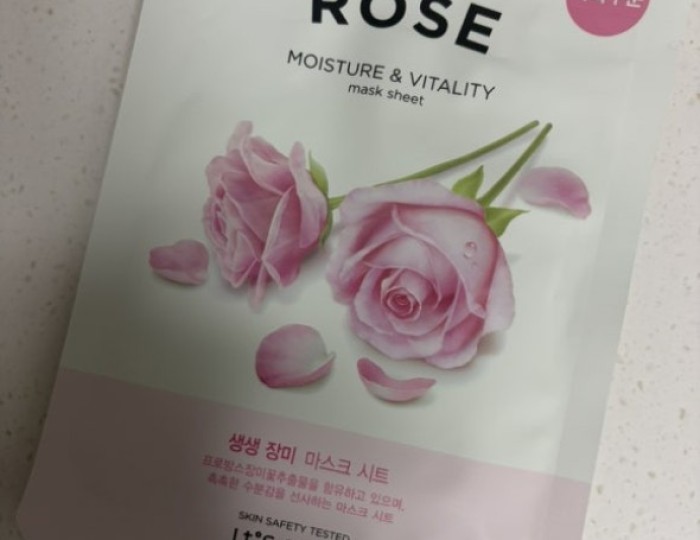 ROSE
MOISTURE & VITALITY
mask sheet
생생 장미 마스크 시트
프로방스장미꽃추출물을 함유하고 있으며,
촉촉한 수분감을 선사하는 마스크 시트
SKIN SAFETY TESTED
It's